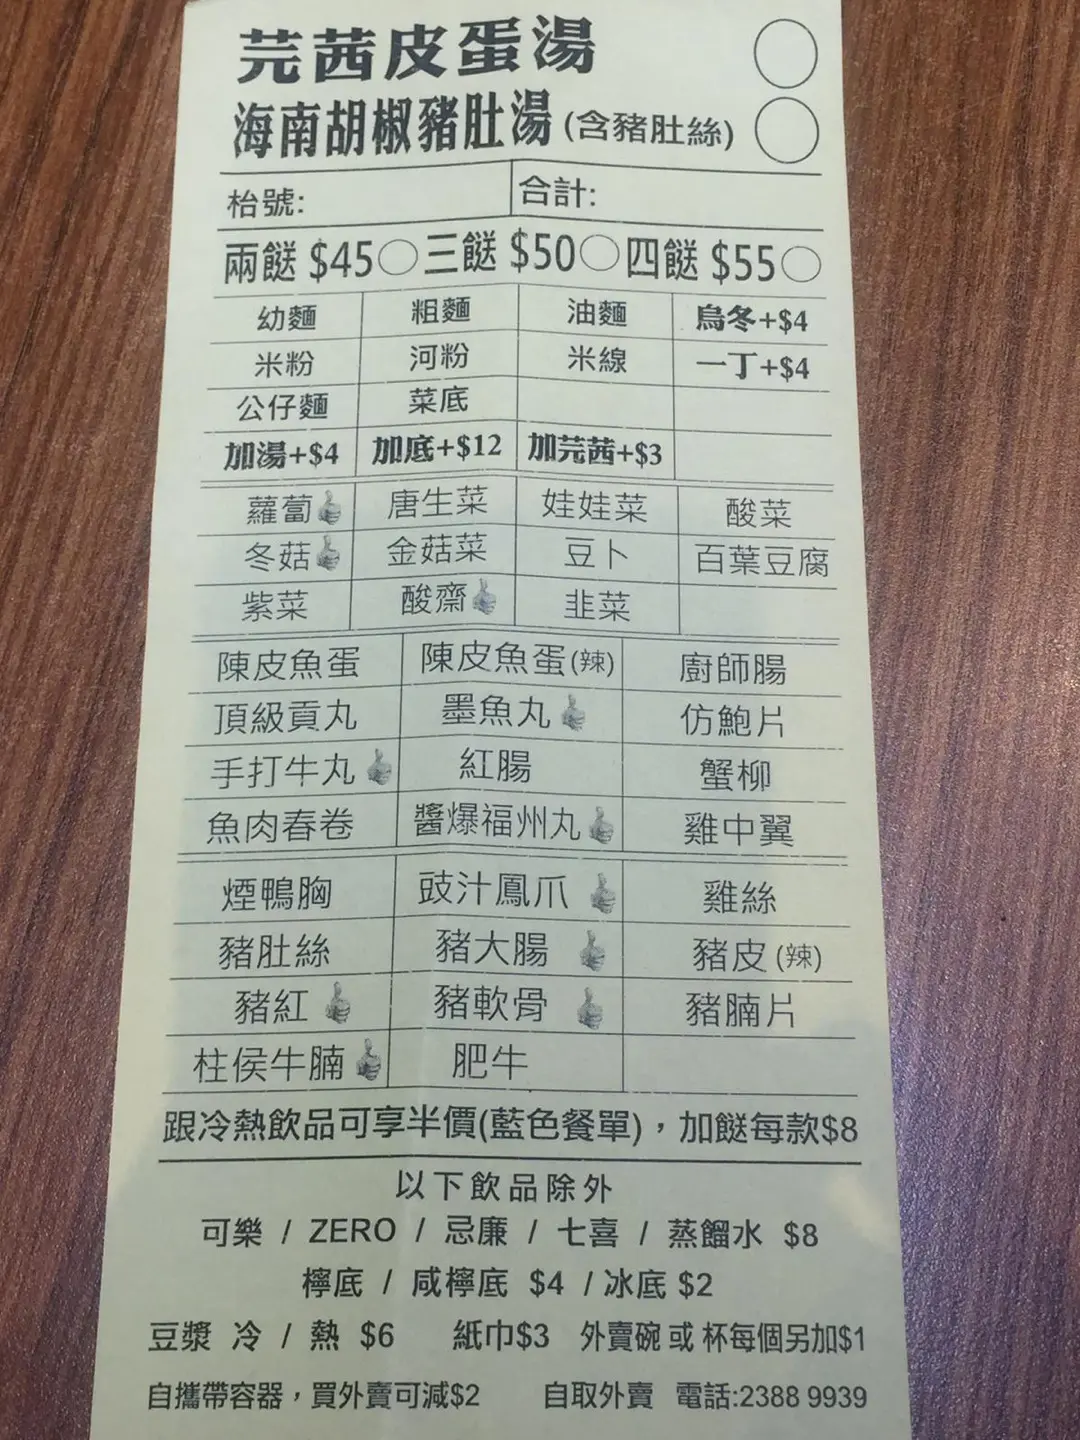 芫茜皮蛋湯
海南胡椒豬肚湯(含豬肚絲)
枱號: 合計:
兩餸 $45 三餸 $50 四餸 $55
幼麵 粗麵 油麵 烏冬+$4
米粉 河粉 米線 一丁+$4
公仔麵 菜底
加湯+$4 加底+$12 加芫茜+$3
蘿蔔 唐生菜 娃娃菜 酸菜
冬菇 金菇菜 豆卜 百葉豆腐
紫菜 酸齋 韭菜
陳皮魚蛋 陳皮魚蛋(辣) 廚師腸
頂級貢丸 墨魚丸 仿鮑片
手打牛丸 紅腸 蟹柳
魚肉春卷 醬爆福州丸 雞中翼
煙鴨胸 豉汁鳳爪 雞絲
豬肚絲 豬大腸 豬皮(辣)
豬紅 豬軟骨 豬腩片
柱侯牛腩 肥牛
跟冷熱飲品可享半價(藍色餐單)，加餸每款$8
以下飲品除外
可樂 / ZERO / 忌廉 / 七喜 / 蒸餾水 $8
檸底 / 咸檸底 $4 / 冰底 $2
豆漿 冷 / 熱 $6 紙巾$3 外賣碗 或 杯每個另加$1
自攜帶容器，買外賣可減$2 自取外賣 電話:2388 9939